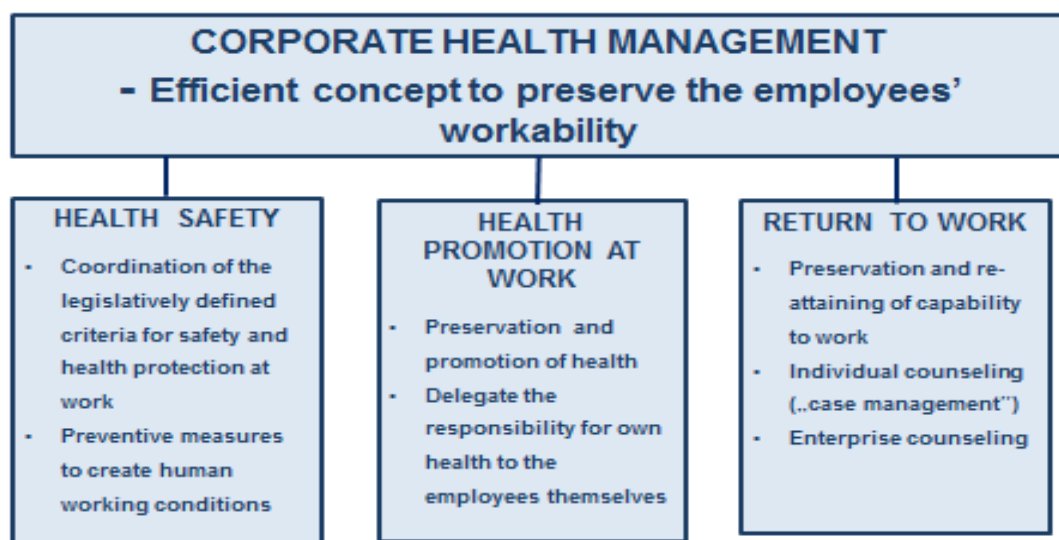 CORPORATE HEALTH MANAGEMENT
- Efficient concept to preserve the employees'
workability
HEALTH SAFETY
• Coordination of the
legislatively defined
criteria for safety and
health protection at
work
• Preventive measures
to create human
working conditions
HEALTH
PROMOTION AT
WORK
• Preservation and
promotion of health
• Delegate the
responsibility for own
health to the
employees themselves
RETURN TO WORK
• Preservation and re-
attaining of capability
to work
• Individual counseling
(„case management”)
• Enterprise counseling